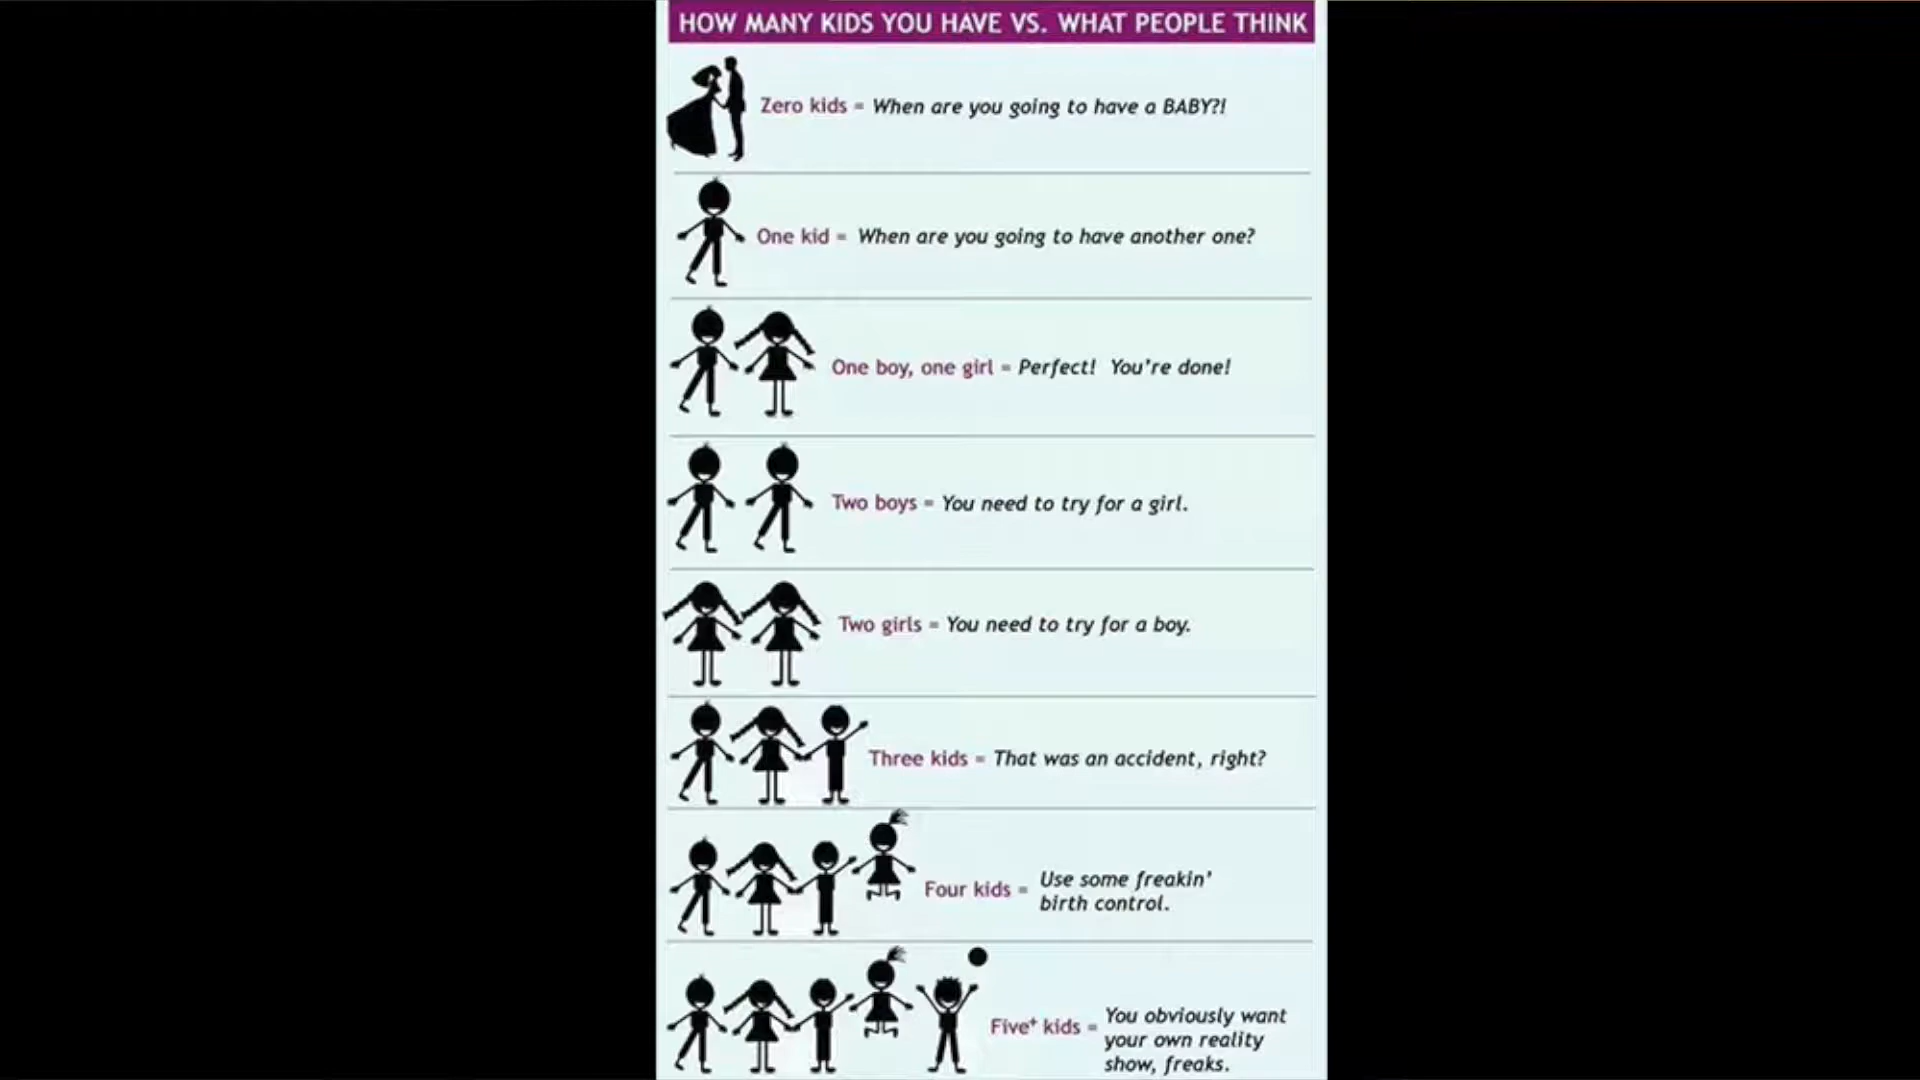 HOW MANY KIDS YOU HAVE VS. WHAT PEOPLE THINK
Zero kids = When are you going to have a BABY?!
One kid = When are you going to have another one?
One boy, one girl = Perfect! You're done!
Two boys = You need to try for a girl.
Two girls = You need to try for a boy.
Three kids = That was an accident, right?
Four kids = Use some freakin'
birth control.
Five+ kids = You obviously want
your own reality
show, freaks.